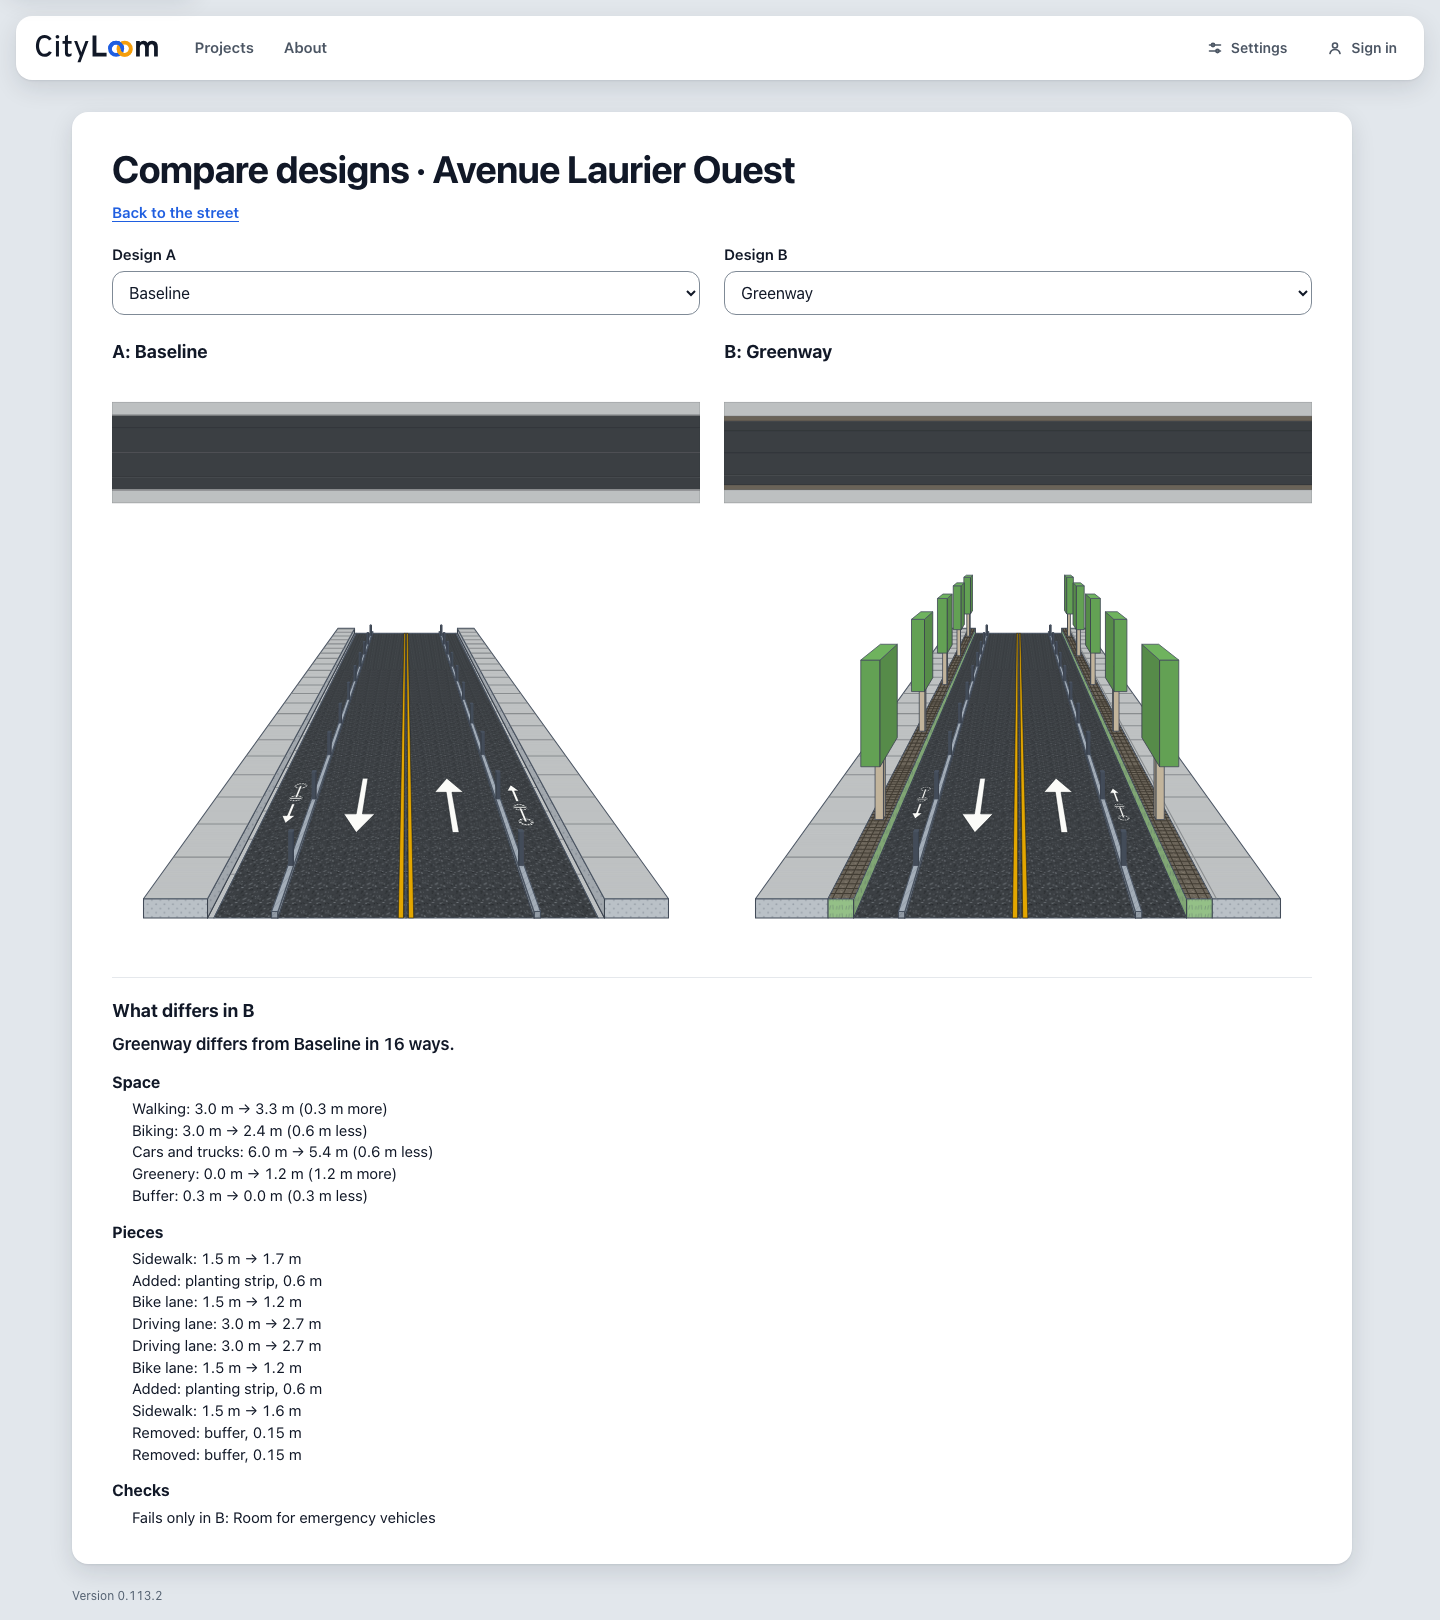 CityLoom
Projects
About
Settings
Sign in
Compare designs · Avenue Laurier Ouest
Back to the street
Design A
Design B
Baseline
Greenway
A: Baseline
B: Greenway
What differs in B
Greenway differs from Baseline in 16 ways.
Space
Walking: 3.0 m → 3.3 m (0.3 m more)
Biking: 3.0 m → 2.4 m (0.6 m less)
Cars and trucks: 6.0 m → 5.4 m (0.6 m less)
Greenery: 0.0 m → 1.2 m (1.2 m more)
Buffer: 0.3 m → 0.0 m (0.3 m less)
Pieces
Sidewalk: 1.5 m → 1.7 m
Added: planting strip, 0.6 m
Bike lane: 1.5 m → 1.2 m
Driving lane: 3.0 m → 2.7 m
Driving lane: 3.0 m → 2.7 m
Bike lane: 1.5 m → 1.2 m
Added: planting strip, 0.6 m
Sidewalk: 1.5 m → 1.6 m
Removed: buffer, 0.15 m
Removed: buffer, 0.15 m
Checks
Fails only in B: Room for emergency vehicles
Version 0.113.2